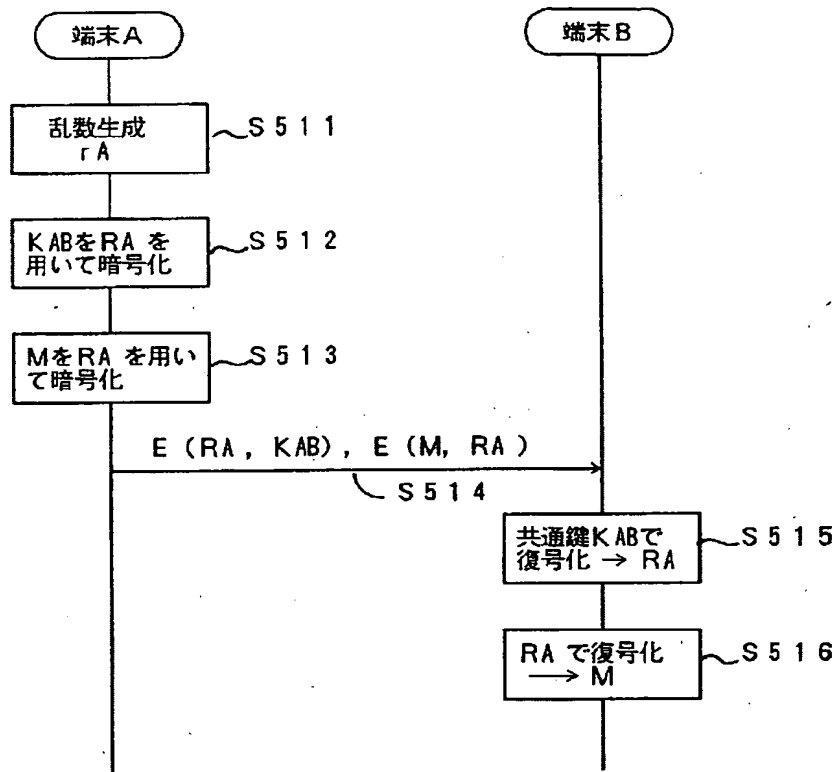 端末A
端末B
乱数生成
rA
S511
KABをRAを
用いて暗号化
S512
MをRAを用い
て暗号化
S513
E(RA, KAB), E(M, RA)
S514
共通鍵KABで
復号化→RA
S515
RAで復号化
→M
S516